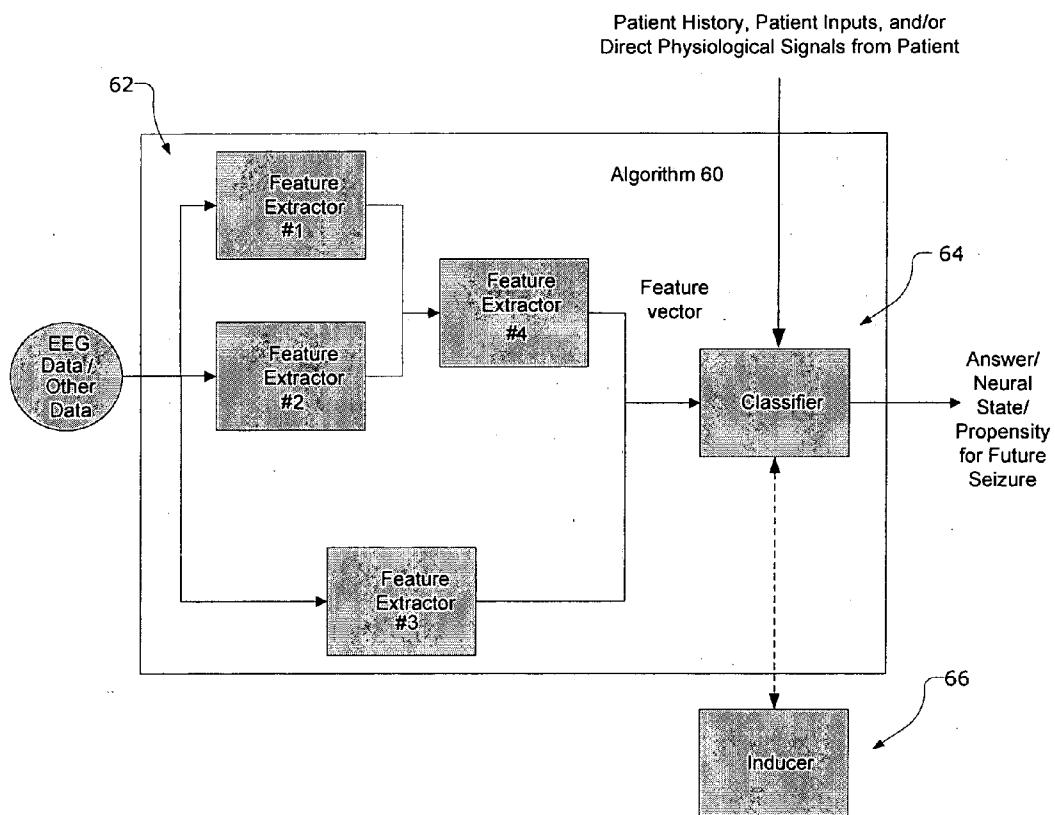 Patient History, Patient Inputs, and/or
Direct Physiological Signals from Patient
62
Algorithm 60
Feature
Extractor
#1
64
Feature
Extractor
#4
Feature
vector
EEG
Data /
Other
Data
Feature
Extractor
#2
Classifier
Answer/
Neural
State/
Propensity
for Future
Seizure
Feature
Extractor
#3
66
Inducer